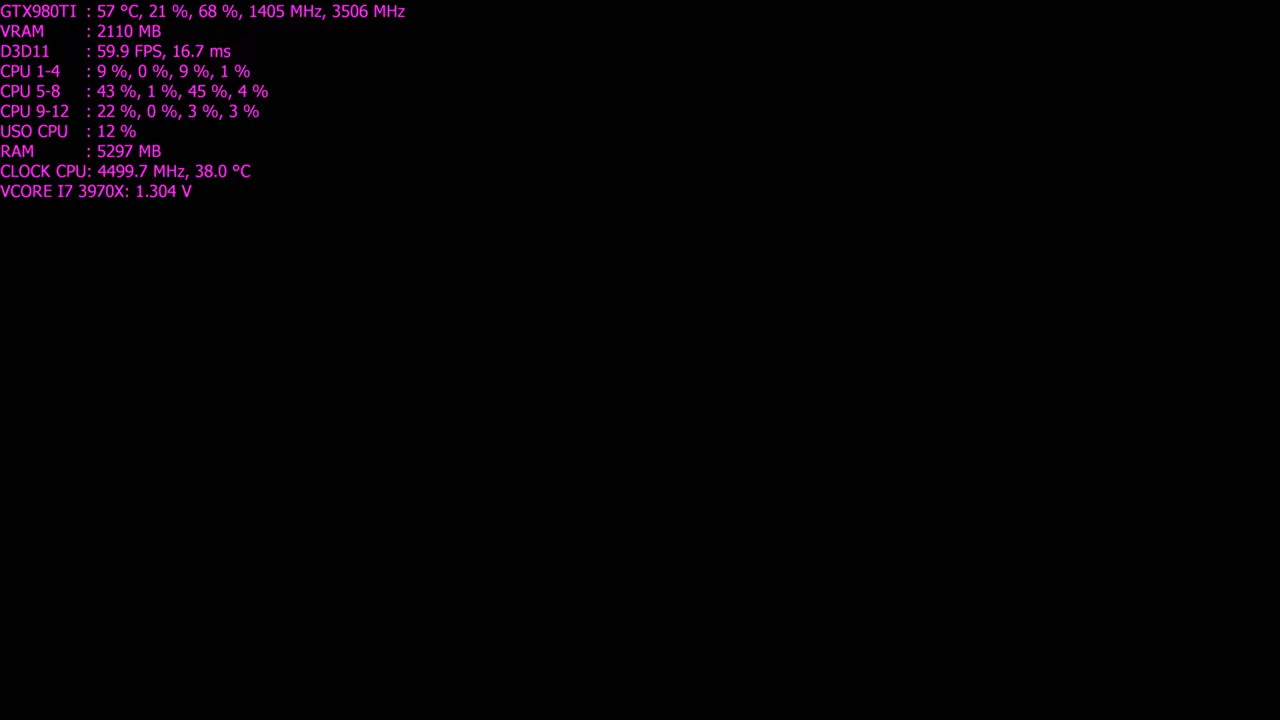 GTX980TI : 57 °C, 21 %, 68 %, 1405 MHz, 3506 MHz
VRAM : 2110 MB
D3D11 : 59.9 FPS, 16.7 ms
CPU 1-4 : 9 %, 0 %, 9 %, 1 %
CPU 5-8 : 43 %, 1 %, 45 %, 4 %
CPU 9-12 : 22 %, 0 %, 3 %, 3 %
USO CPU : 12 %
RAM : 5297 MB
CLOCK CPU: 4499.7 MHz, 38.0 °C
VCORE I7 3970X: 1.304 V